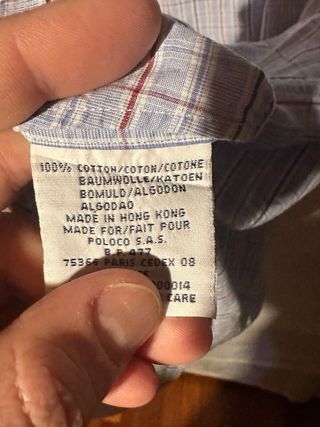 100% COTTON/COTON/COTONE
BAUMWOLLE/KATOEN
BOMULD/ALGODON
ALGODAO
MADE IN HONG KONG
MADE FOR/FAIT POUR
POLOCO S.A.S.
B.P. 477
75366 PARIS CEDEX 08
00014
CARE